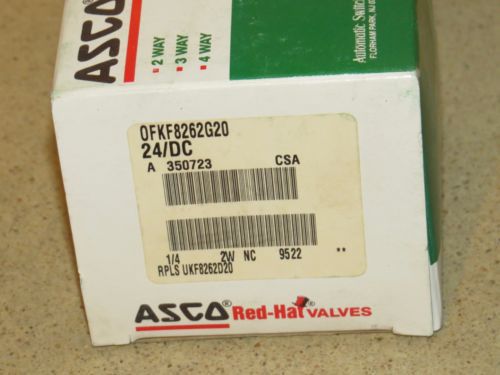 ASCO®
▪ 2 WAY
▪ 3 WAY
▪ 4 WAY
Automatic Switch
FLORHAM PARK, NJ
OFKF8262G20
24/DC
A 350723 CSA
1/4 2W NC 9522 **
RPLS UKF8262D20
ASCO® Red-Hat® VALVES